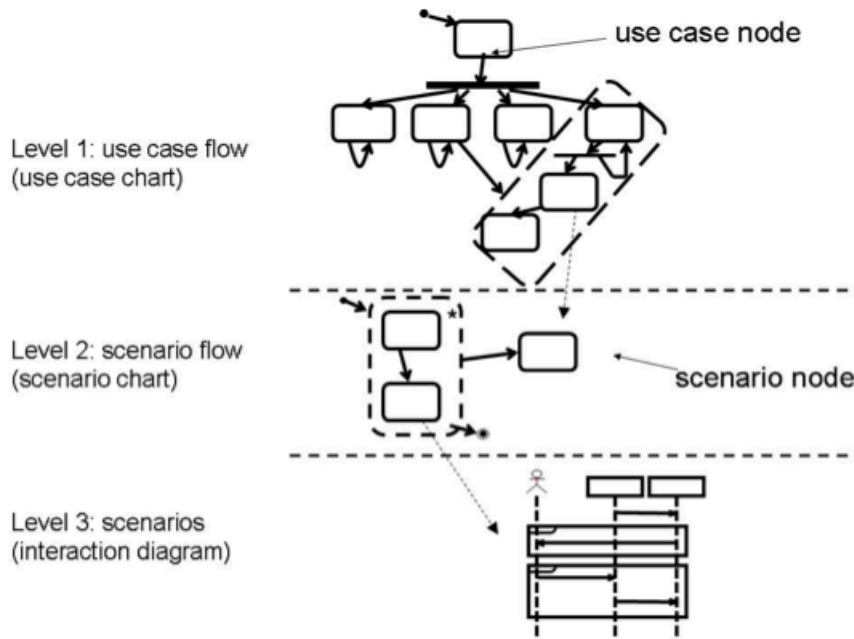 use case node
Level 1: use case flow
(use case chart)
*
Level 2: scenario flow
(scenario chart)
scenario node
Level 3: scenarios
(interaction diagram)